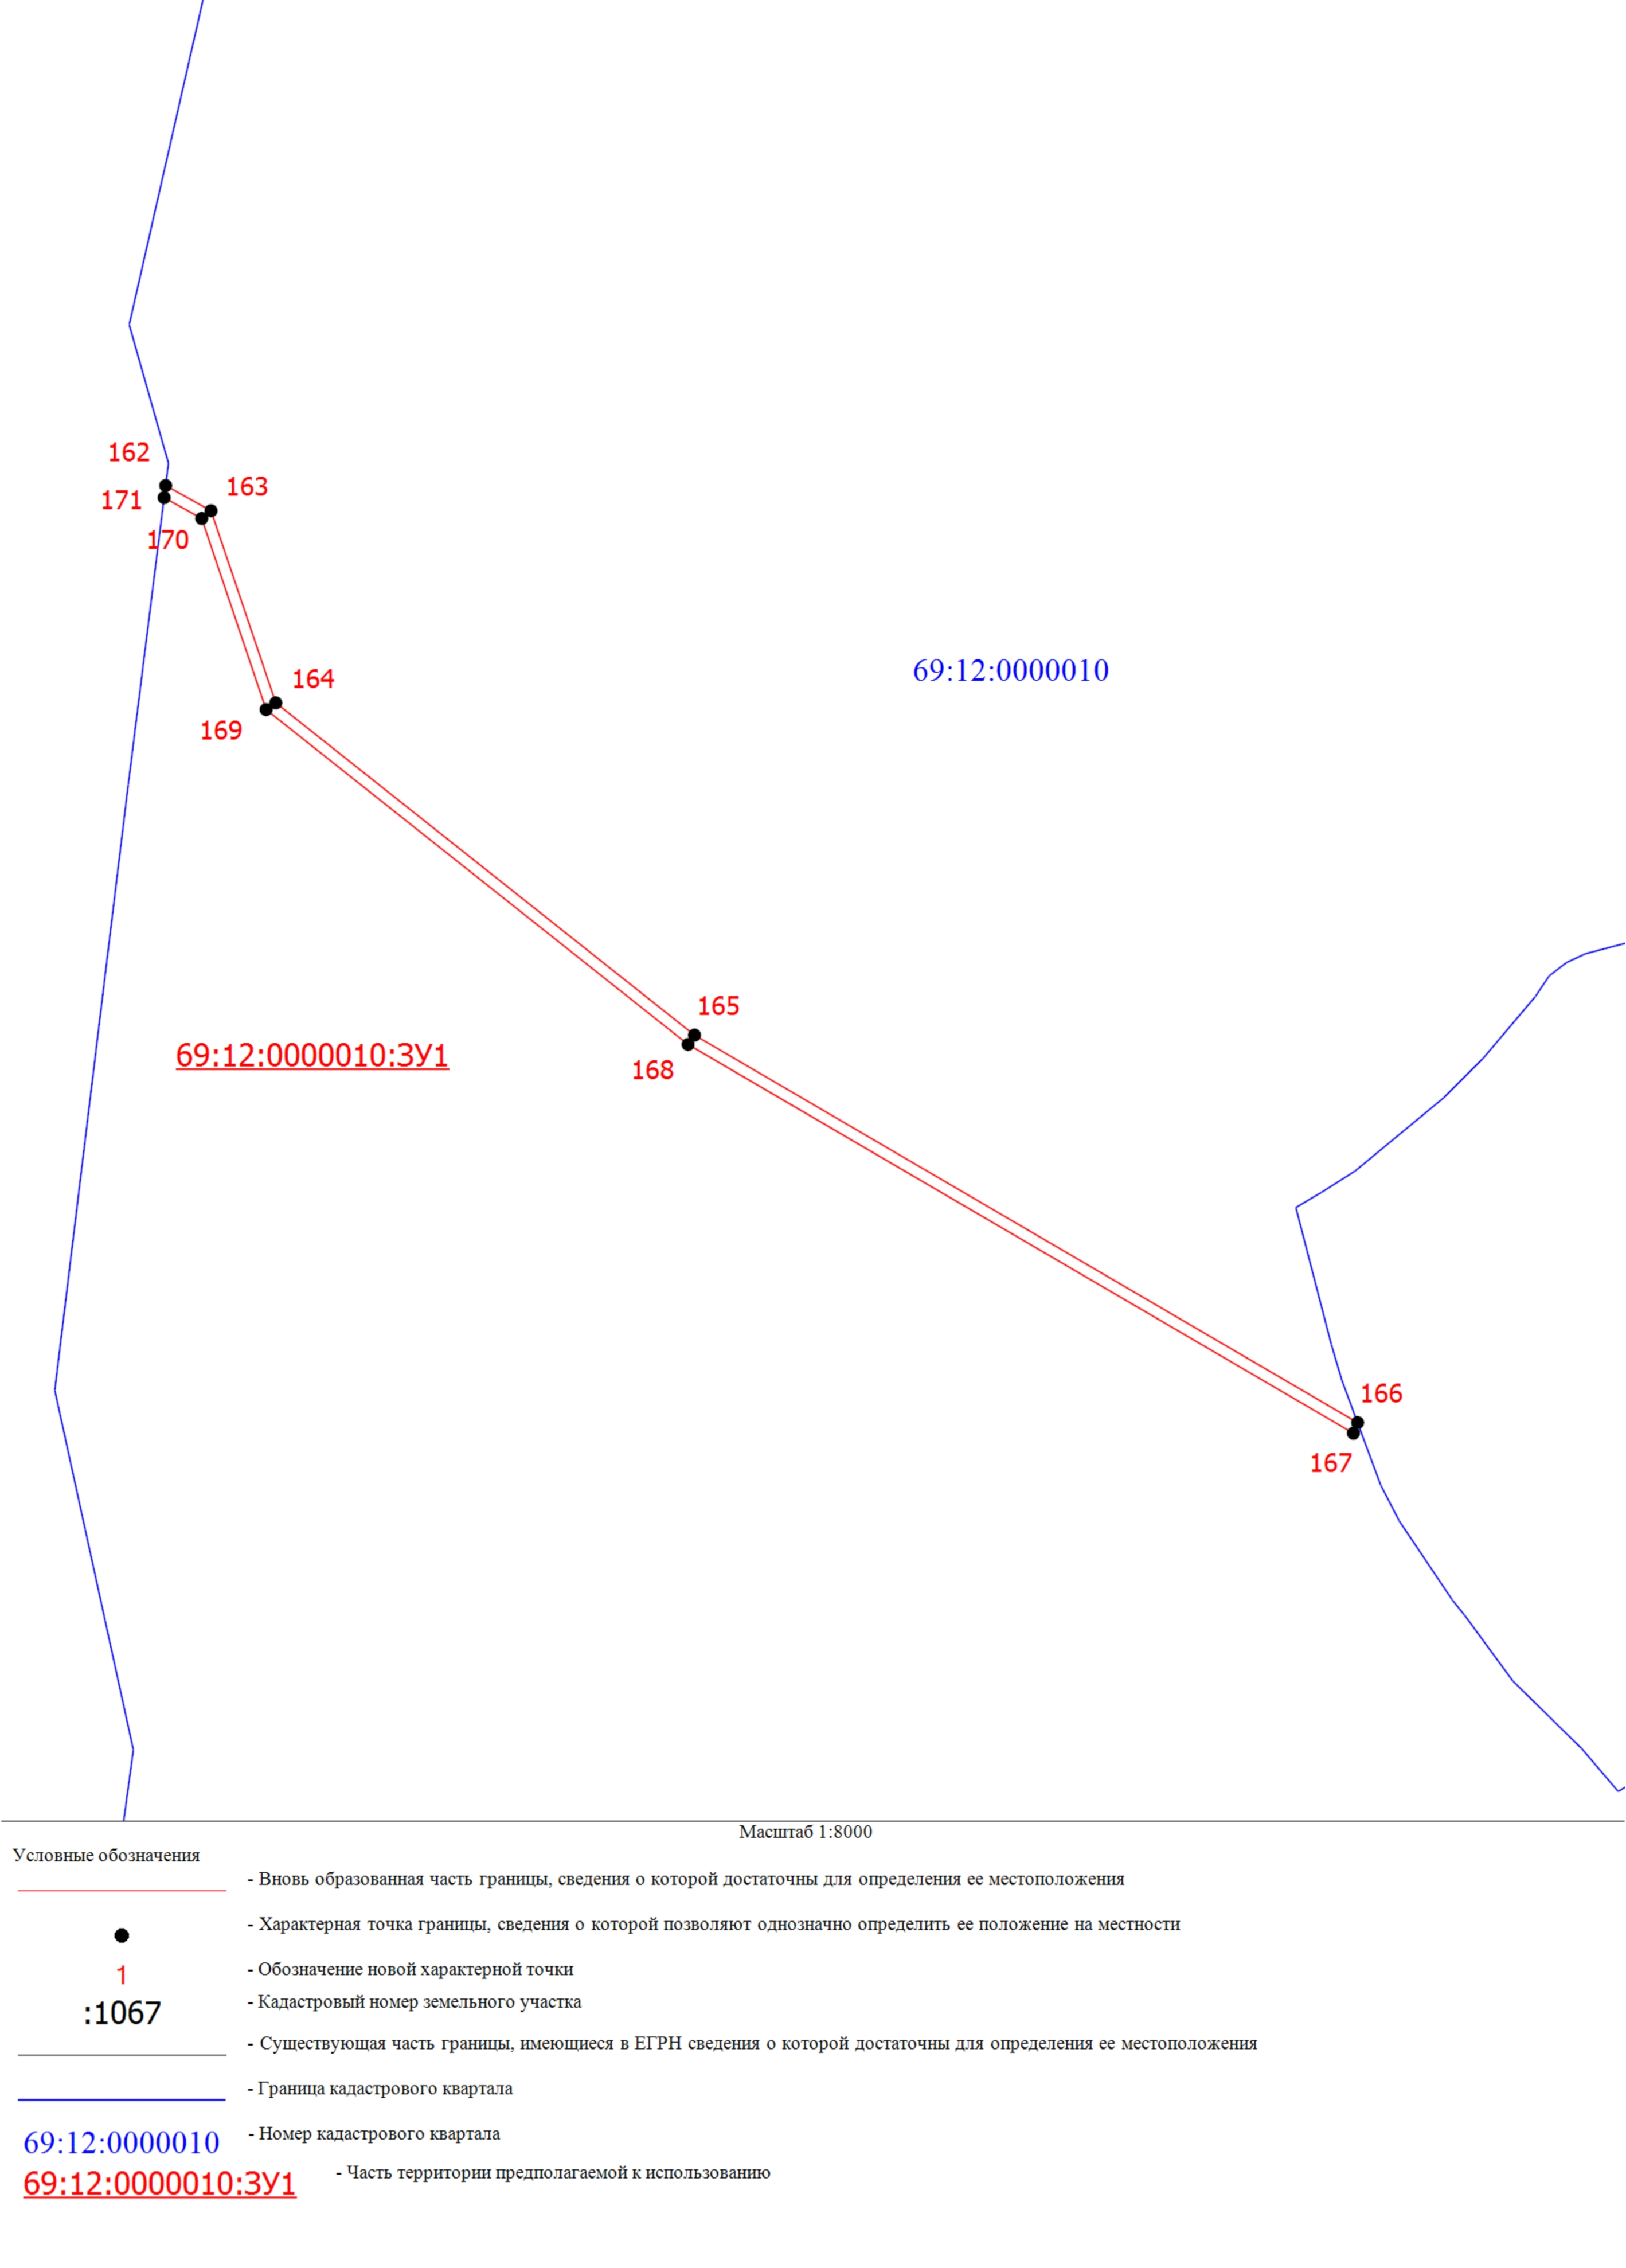 162
163
171
170
164
169
69:12:0000010
165
69:12:0000010:ЗУ1
168
166
167
Масштаб 1:8000
Условные обозначения
- Вновь образованная часть границы, сведения о которой достаточны для определения ее местоположения
- Характерная точка границы, сведения о которой позволяют однозначно определить ее положение на местности
1 - Обозначение новой характерной точки
:1067 - Кадастровый номер земельного участка
- Существующая часть границы, имеющиеся в ЕГРН сведения о которой достаточны для определения ее местоположения
- Граница кадастрового квартала
69:12:0000010 - Номер кадастрового квартала
69:12:0000010:ЗУ1 - Часть территории предполагаемой к использованию